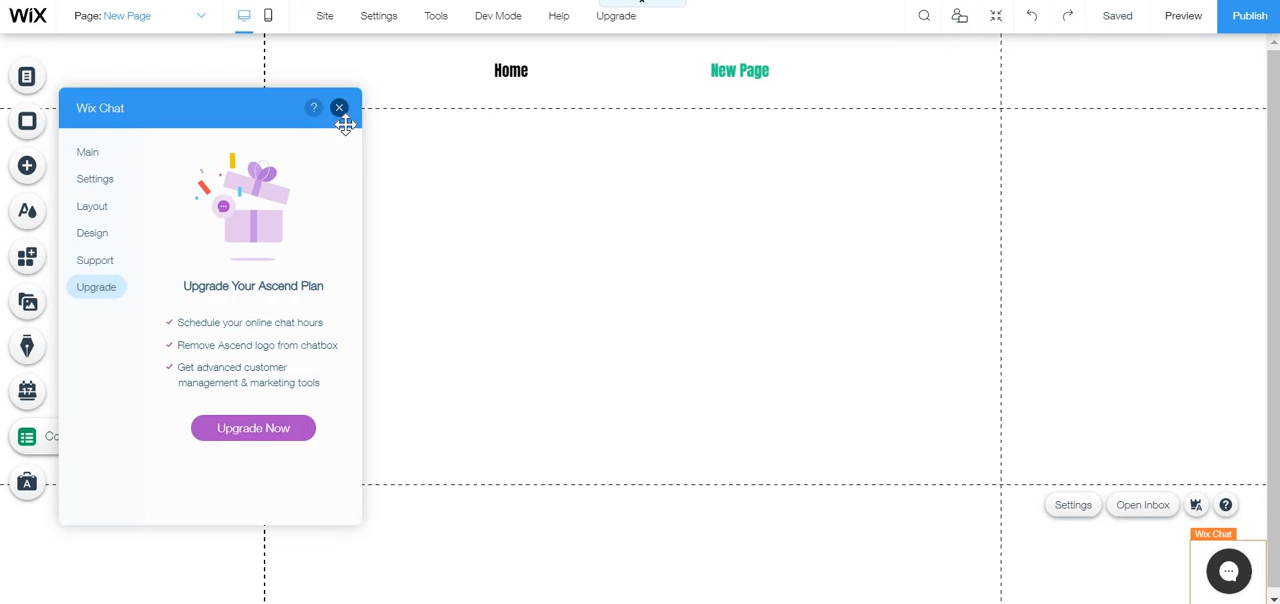 WiX
Page: New Page
Site
Settings
Tools
Dev Mode
Help
Upgrade
Saved
Preview
Publish
Home
New Page
Wix Chat
?
Main
Settings
Layout
Design
Support
Upgrade
Upgrade Your Ascend Plan
Schedule your online chat hours
Remove Ascend logo from chatbox
Get advanced customer
management & marketing tools
Upgrade Now
A
17
Co
A
Settings
Open Inbox
A
?
Wix Chat